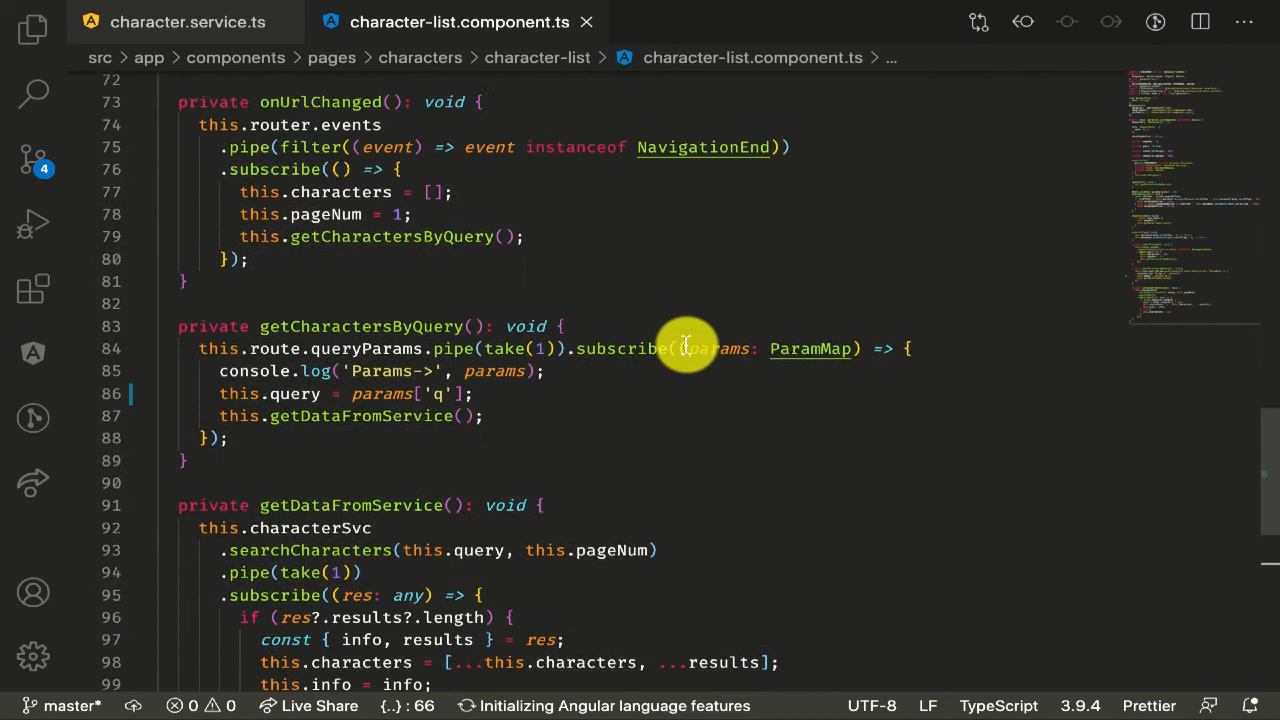 character.service.ts
character-list.component.ts
src > app > components > pages > characters > character-list > character-list.component.ts > ...
72
73 private onUrlChanged(): void {
74 this.router.events
75 .pipe(filter((event) => event instanceof NavigationEnd))
76 .subscribe(() => {
77 this.characters = [];
78 this.pageNum = 1;
79 this.getCharactersByQuery();
80 });
81 }
82
83 private getCharactersByQuery(): void {
84 this.route.queryParams.pipe(take(1)).subscribe((params: ParamMap) => {
85 console.log('Params->', params);
86 this.query = params['q'];
87 this.getDataFromService();
88 });
89 }
90
91 private getDataFromService(): void {
92 this.characterSvc
93 .searchCharacters(this.query, this.pageNum)
94 .pipe(take(1))
95 .subscribe((res: any) => {
96 if (res?.results?.length) {
97 const { info, results } = res;
98 this.characters = [...this.characters, ...results];
99 this.info = info;
4
master* 0 0 Live Share {..} : 66 Initializing Angular language features UTF-8 LF TypeScript 3.9.4 Prettier